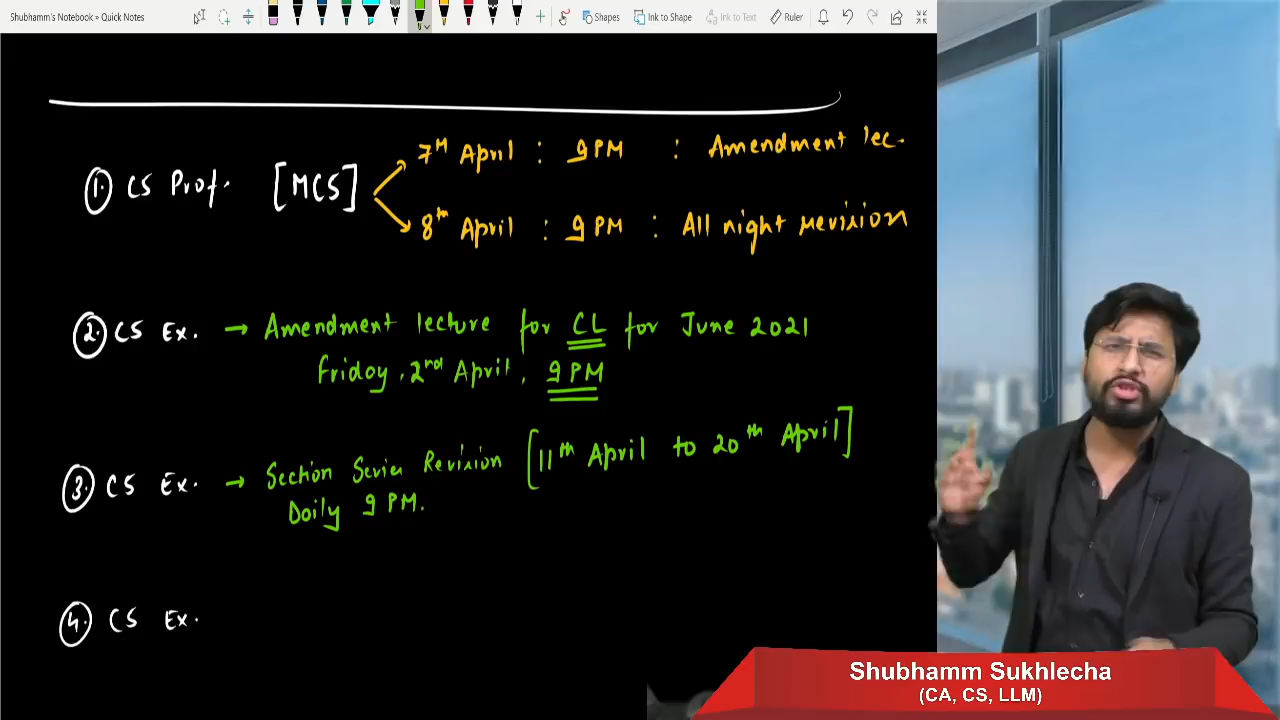 Shubhamm's Notebook » Quick Notes
Shapes
Ink to Shape
Ink to Text
Ruler
1. CS Prof. [MCS]
7th April : 9 PM : Amendment lec.
8th April : 9 PM : All night revision
2. CS Ex. → Amendment lecture for CL for June 2021
Friday, 2nd April, 9 PM
3. CS Ex. → Section Series Revision [11th April to 20th April]
Daily 9 PM.
4. CS Ex.
Shubhamm Sukhlecha
(CA, CS, LLM)